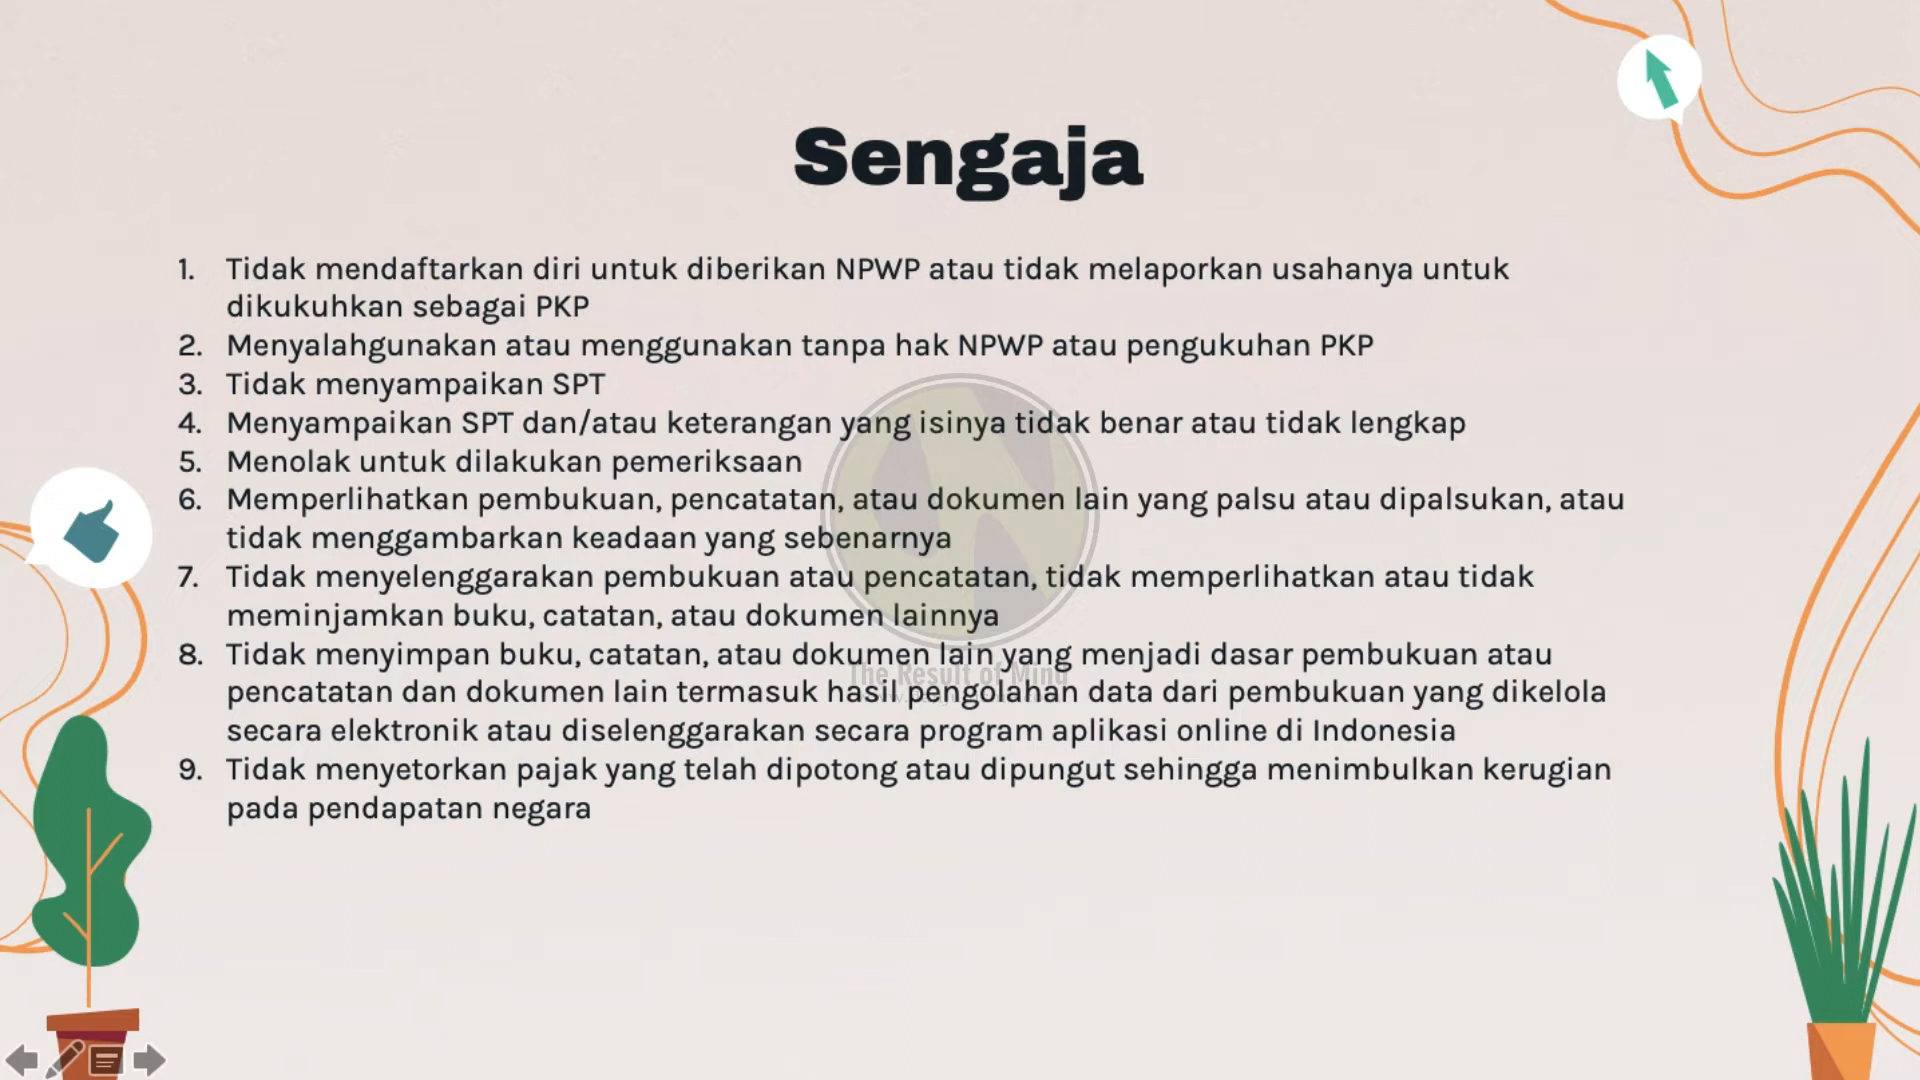 Sengaja
1. Tidak mendaftarkan diri untuk diberikan NPWP atau tidak melaporkan usahanya untuk
dikukuhkan sebagai PKP
2. Menyalahgunakan atau menggunakan tanpa hak NPWP atau pengukuhan PKP
3. Tidak menyampaikan SPT
4. Menyampaikan SPT dan/atau keterangan yang isinya tidak benar atau tidak lengkap
5. Menolak untuk dilakukan pemeriksaan
6. Memperlihatkan pembukuan, pencatatan, atau dokumen lain yang palsu atau dipalsukan, atau
tidak menggambarkan keadaan yang sebenarnya
7. Tidak menyelenggarakan pembukuan atau pencatatan, tidak memperlihatkan atau tidak
meminjamkan buku, catatan, atau dokumen lainnya
8. Tidak menyimpan buku, catatan, atau dokumen lain yang menjadi dasar pembukuan atau
The Result of Mind
pencatatan dan dokumen lain termasuk hasil pengolahan data dari pembukuan yang dikelola
secara elektronik atau diselenggarakan secara program aplikasi online di Indonesia
9. Tidak menyetorkan pajak yang telah dipotong atau dipungut sehingga menimbulkan kerugian
pada pendapatan negara